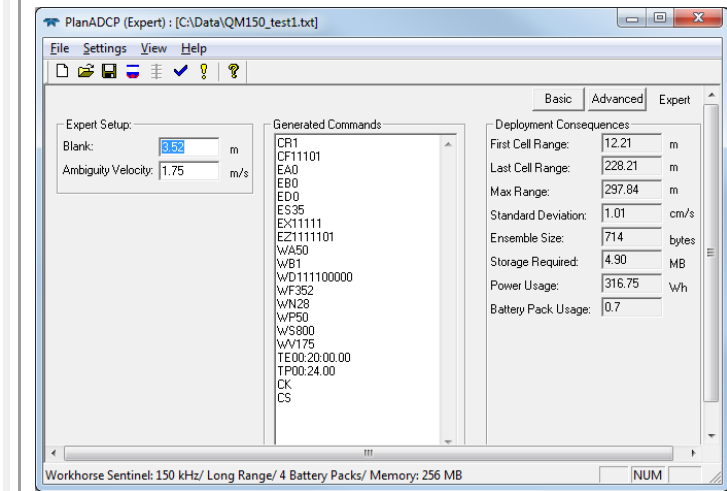 PlanADCP (Expert) : [C:\Data\QM150_test1.txt]
File Settings View Help
Basic Advanced Expert
Expert Setup:
Blank: 3.52 m
Ambiguity Velocity: 1.75 m/s
Generated Commands
CR1
CF11101
EA0
EB0
ED0
ES35
EX11111
EZ1111101
WA50
WB1
WD111100000
WF352
WN28
WP50
WS800
WV175
TE00:20:00.00
TP00:24.00
CK
CS
Deployment Consequences
First Cell Range: 12.21 m
Last Cell Range: 228.21 m
Max Range: 297.84 m
Standard Deviation: 1.01 cm/s
Ensemble Size: 714 bytes
Storage Required: 4.90 MB
Power Usage: 316.75 Wh
Battery Pack Usage: 0.7
Workhorse Sentinel: 150 kHz/ Long Range/ 4 Battery Packs/ Memory: 256 MB
NUM